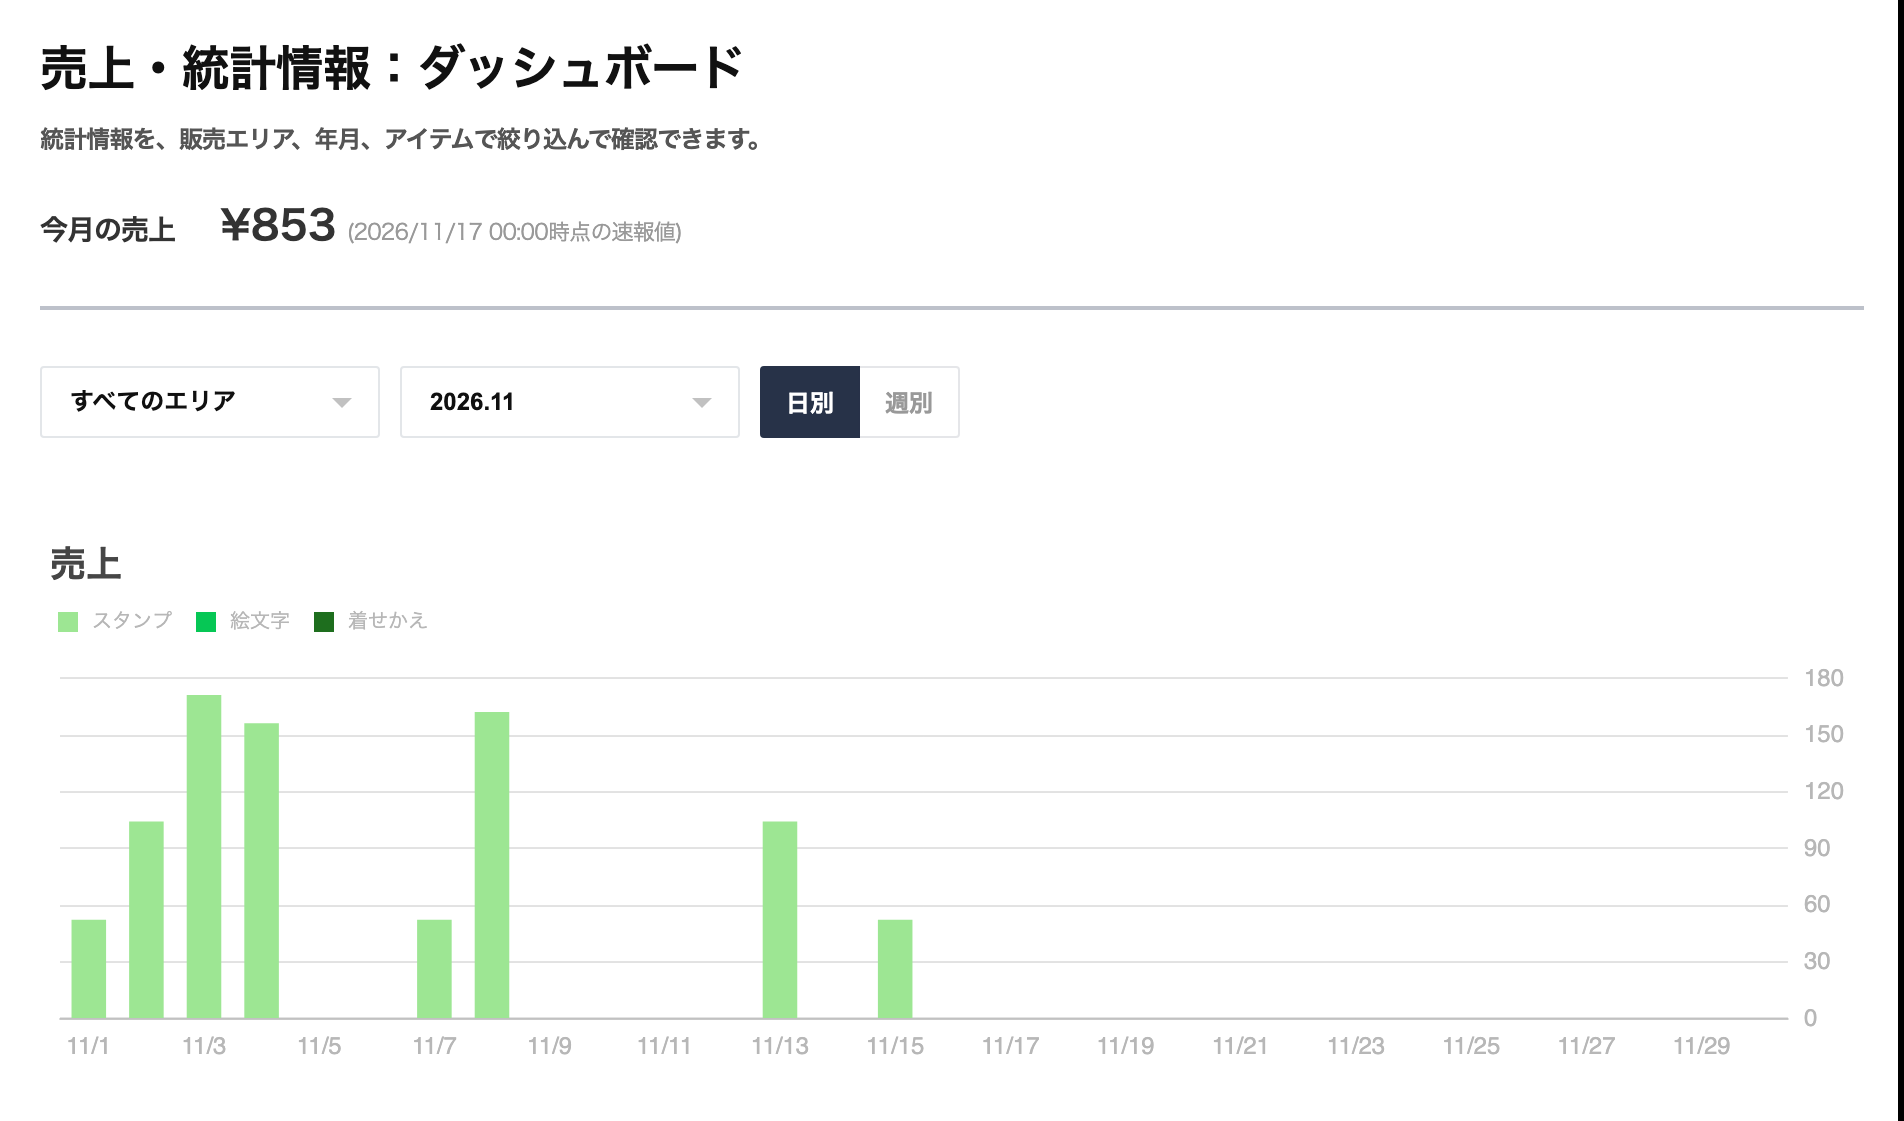 売上・統計情報：ダッシュボード
統計情報を、販売エリア、年月、アイテムで絞り込んで確認できます。
今月の売上 ¥853 (2026/11/17 00:00時点の速報値)
すべてのエリア 2026.11 日別 週別
売上
スタンプ 絵文字 着せかえ
180
150
120
90
60
30
0
11/1 11/3 11/5 11/7 11/9 11/11 11/13 11/15 11/17 11/19 11/21 11/23 11/25 11/27 11/29